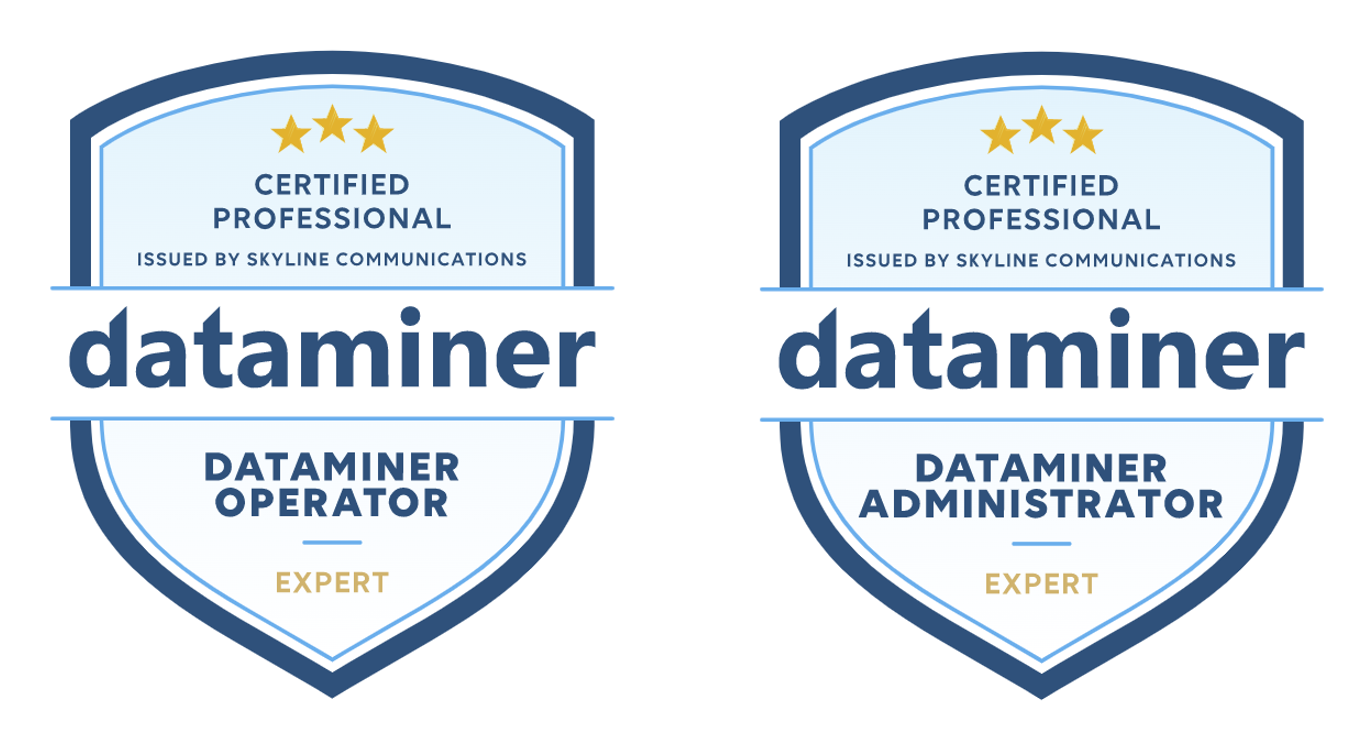 CERTIFIED
PROFESSIONAL
ISSUED BY SKYLINE COMMUNICATIONS
dataminer
DATAMINER
OPERATOR
EXPERT
CERTIFIED
PROFESSIONAL
ISSUED BY SKYLINE COMMUNICATIONS
dataminer
DATAMINER
ADMINISTRATOR
EXPERT